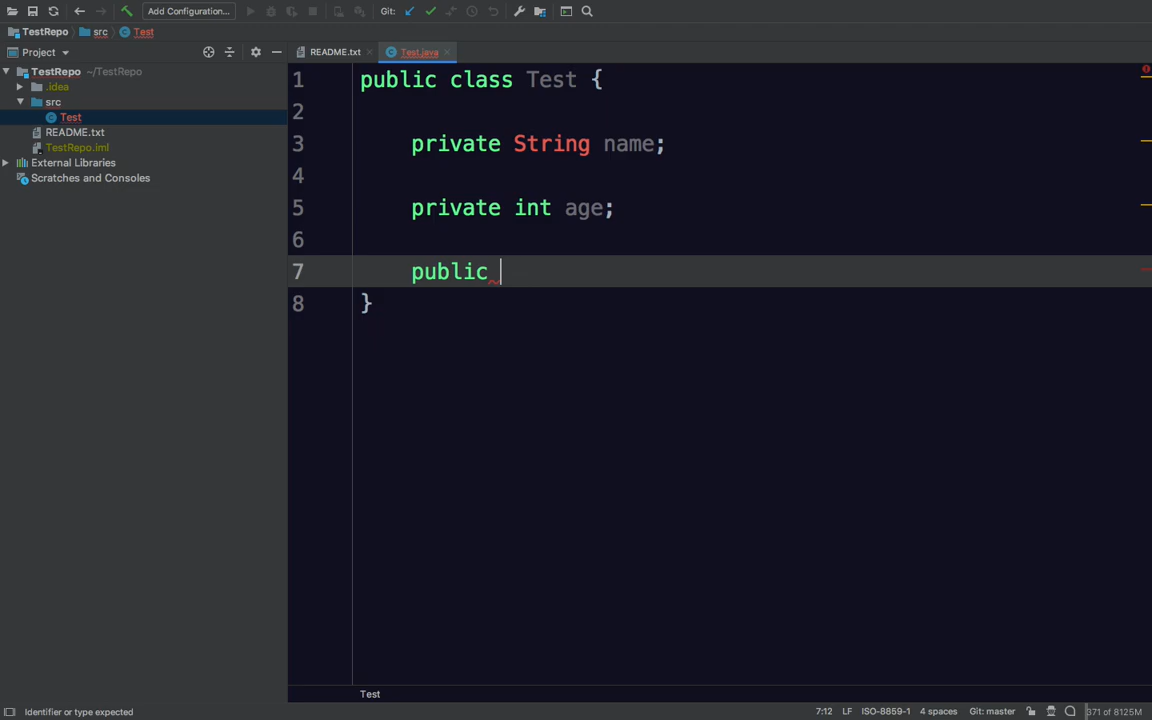 Add Configuration...
Git:
TestRepo
src
Test
Project
README.txt
Test.java
TestRepo ~/TestRepo
.idea
src
Test
README.txt
TestRepo.iml
External Libraries
Scratches and Consoles
1 public class Test {
2
3 private String name;
4
5 private int age;
6
7 public
8 }
Test
Identifier or type expected
7:12 LF ISO-8859-1 4 spaces Git: master 371 of 8125M